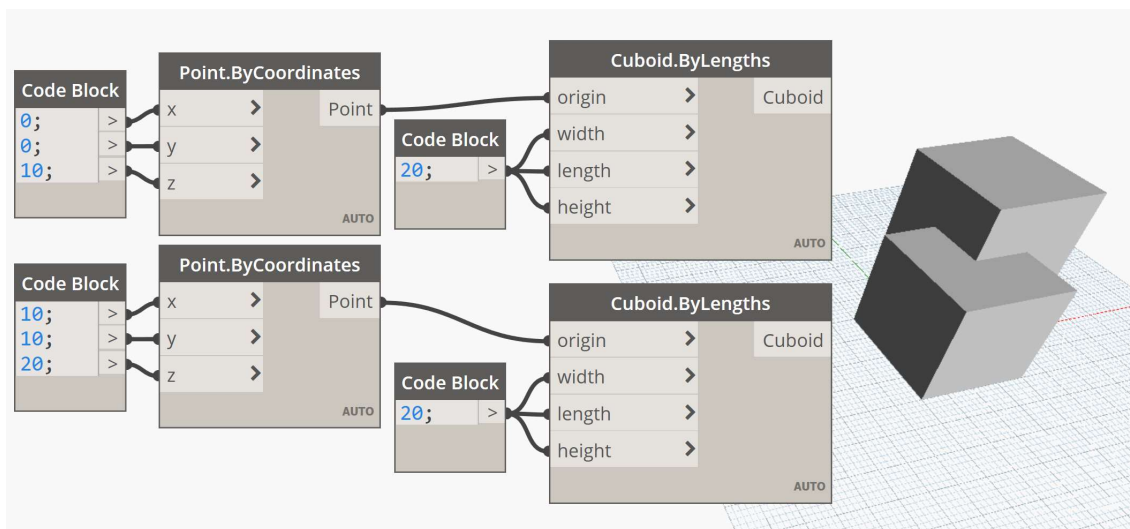 Code Block
0;
>
0;
>
10;
>
Point.ByCoordinates
x
>
Point
y
>
z
>
AUTO
Code Block
20;
>
Cuboid.ByLengths
origin
>
Cuboid
width
>
length
>
height
>
AUTO
Code Block
10;
>
10;
>
20;
>
Point.ByCoordinates
x
>
Point
y
>
z
>
AUTO
Code Block
20;
>
Cuboid.ByLengths
origin
>
Cuboid
width
>
length
>
height
>
AUTO